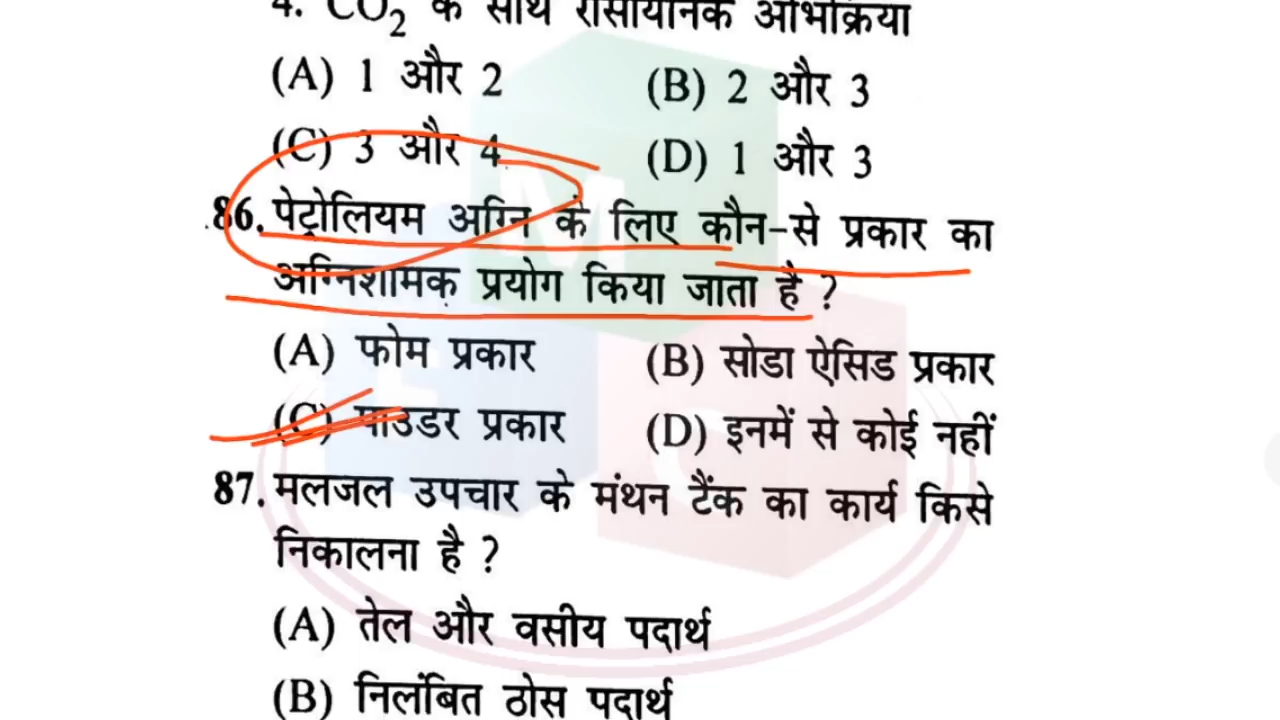 4. CO2 के साथ रासायनिक अभिक्रिया
(A) 1 और 2 (B) 2 और 3
(C) 3 और 4 (D) 1 और 3
86. पेट्रोलियम अग्नि के लिए कौन-से प्रकार का
अग्निशामक प्रयोग किया जाता है ?
(A) फोम प्रकार (B) सोडा ऐसिड प्रकार
(C) पाउडर प्रकार (D) इनमें से कोई नहीं
87. मलजल उपचार के मंथन टैंक का कार्य किसे
निकालना है ?
(A) तेल और वसीय पदार्थ
(B) निलंबित ठोस पदार्थ